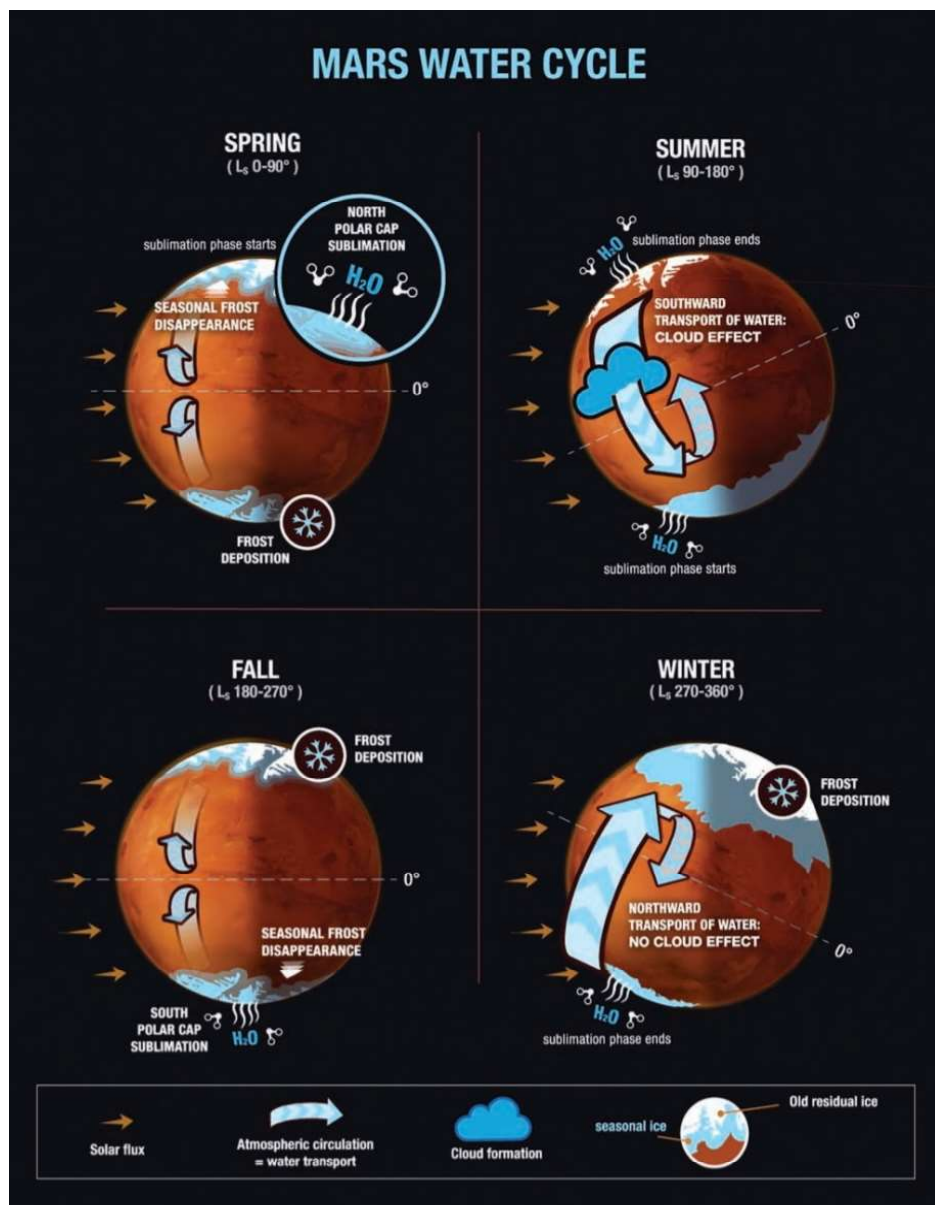 MARS WATER CYCLE
SPRING
( Lₛ 0-90° )
sublimation phase starts
NORTH
POLAR CAP
SUBLIMATION
H₂O
SEASONAL FROST
DISAPPEARANCE
0°
FROST
DEPOSITION
SUMMER
( Lₛ 90-180° )
sublimation phase ends
H₂O
SOUTHWARD
TRANSPORT OF WATER:
CLOUD EFFECT
0°
H₂O
sublimation phase starts
FALL
( Lₛ 180-270° )
FROST
DEPOSITION
0°
SEASONAL FROST
DISAPPEARANCE
SOUTH
POLAR CAP
SUBLIMATION
H₂O
WINTER
( Lₛ 270-360° )
FROST
DEPOSITION
NORTHWARD
TRANSPORT OF WATER:
NO CLOUD EFFECT
0°
H₂O
sublimation phase ends
Solar flux
Atmospheric circulation
= water transport
Cloud formation
seasonal ice
Old residual ice